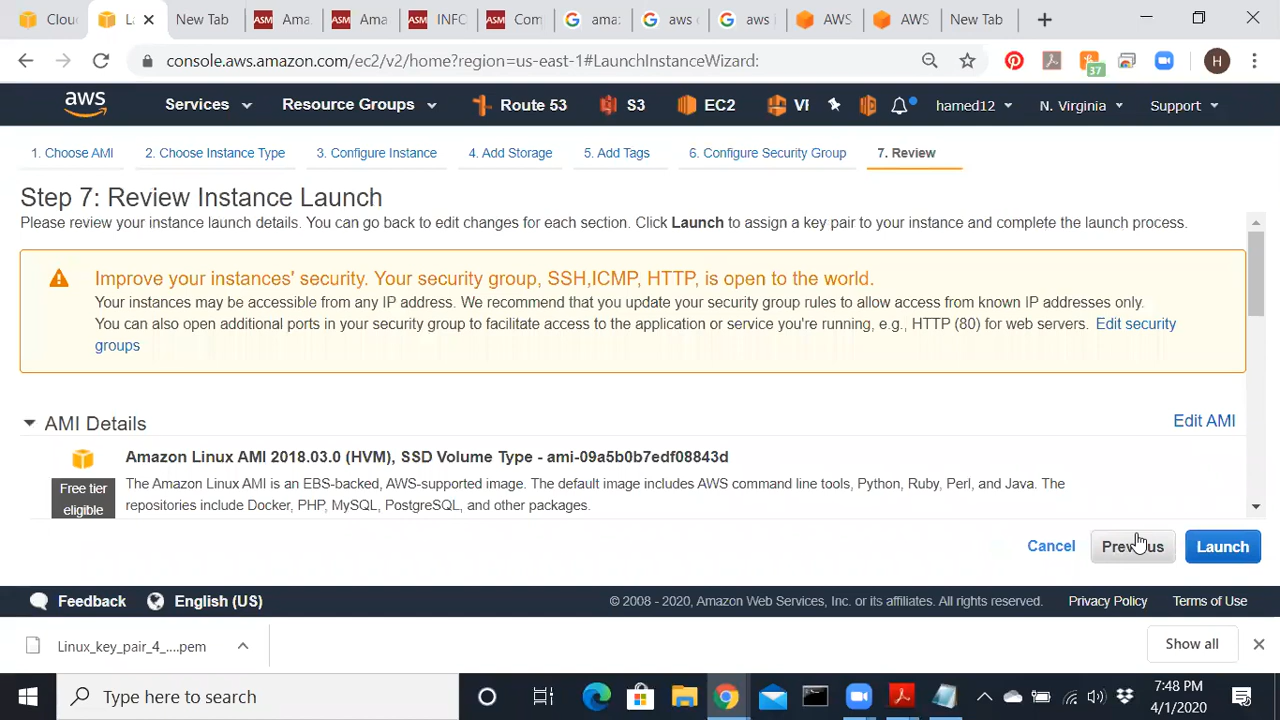 Clou
La
New Tab
Ama
Ama
INFO
Com
amaz
aws c
aws i
AWS
AWS
New Tab
console.aws.amazon.com/ec2/v2/home?region=us-east-1#LaunchInstanceWizard:
37
H
aws
Services
Resource Groups
Route 53
S3
EC2
hamed12
N. Virginia
Support
1. Choose AMI
2. Choose Instance Type
3. Configure Instance
4. Add Storage
5. Add Tags
6. Configure Security Group
7. Review
Step 7: Review Instance Launch
Please review your instance launch details. You can go back to edit changes for each section. Click Launch to assign a key pair to your instance and complete the launch process.
Improve your instances' security. Your security group, SSH,ICMP, HTTP, is open to the world.
Your instances may be accessible from any IP address. We recommend that you update your security group rules to allow access from known IP addresses only.
You can also open additional ports in your security group to facilitate access to the application or service you're running, e.g., HTTP (80) for web servers. Edit security
groups
AMI Details
Edit AMI
Amazon Linux AMI 2018.03.0 (HVM), SSD Volume Type - ami-09a5b0b7edf08843d
Free tier
eligible
The Amazon Linux AMI is an EBS-backed, AWS-supported image. The default image includes AWS command line tools, Python, Ruby, Perl, and Java. The
repositories include Docker, PHP, MySQL, PostgreSQL, and other packages.
Cancel
Previous
Launch
Feedback
English (US)
© 2008 - 2020, Amazon Web Services, Inc. or its affiliates. All rights reserved.
Privacy Policy
Terms of Use
Linux_key_pair_4_....pem
Show all
Type here to search
7:48 PM
4/1/2020